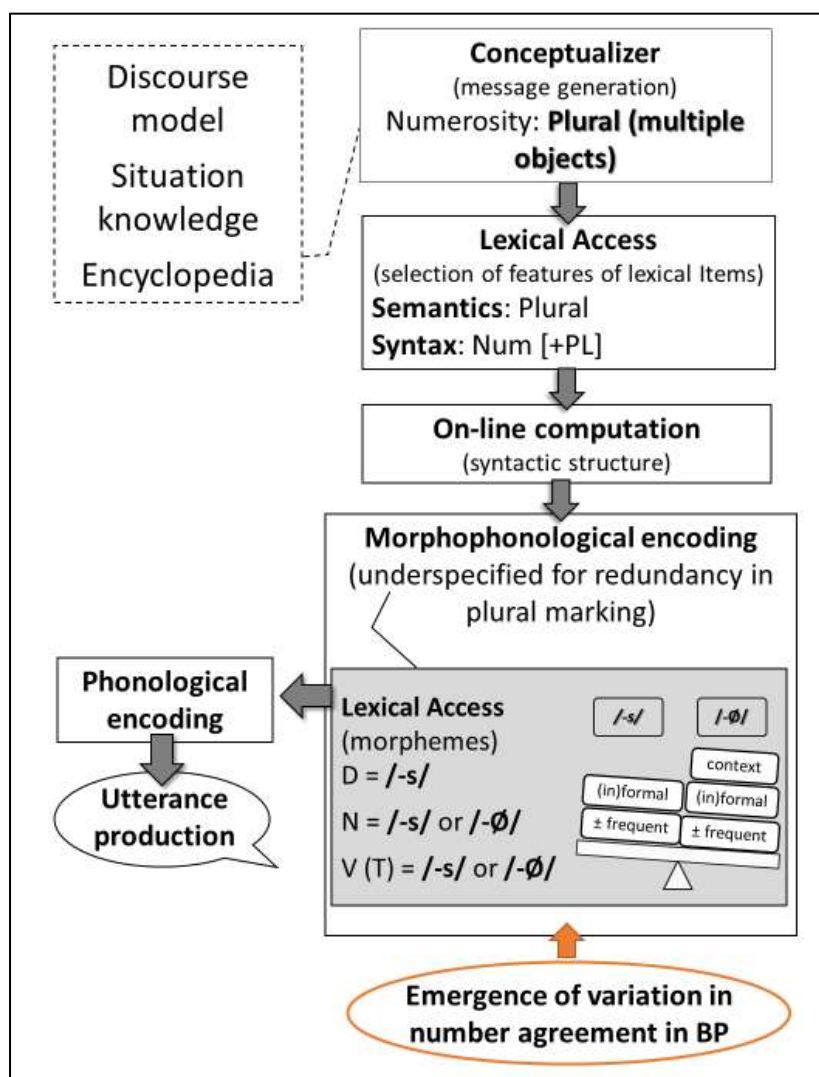 Discourse
model
Situation
knowledge
Encyclopedia
Conceptualizer
(message generation)
Numerosity: Plural (multiple
objects)
Lexical Access
(selection of features of lexical Items)
Semantics: Plural
Syntax: Num [+PL]
On-line computation
(syntactic structure)
Morphophonological encoding
(underspecified for redundancy in
plural marking)
Phonological
encoding
Utterance
production
Lexical Access
(morphemes)
D = /-s/
N = /-s/ or /-Ø/
V (T) = /-s/ or /-Ø/
/-s/
/-Ø/
context
(in)formal
(in)formal
± frequent
± frequent
Emergence of variation in
number agreement in BP